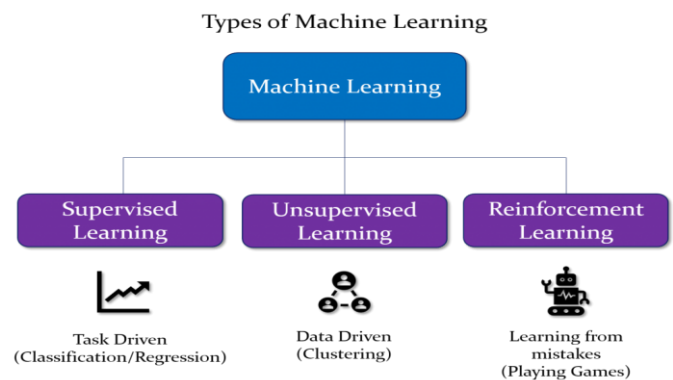 Types of Machine Learning
Machine Learning
Supervised
Learning
Unsupervised
Learning
Reinforcement
Learning
Task Driven
(Classification/Regression)
Data Driven
(Clustering)
Learning from
mistakes
(Playing Games)